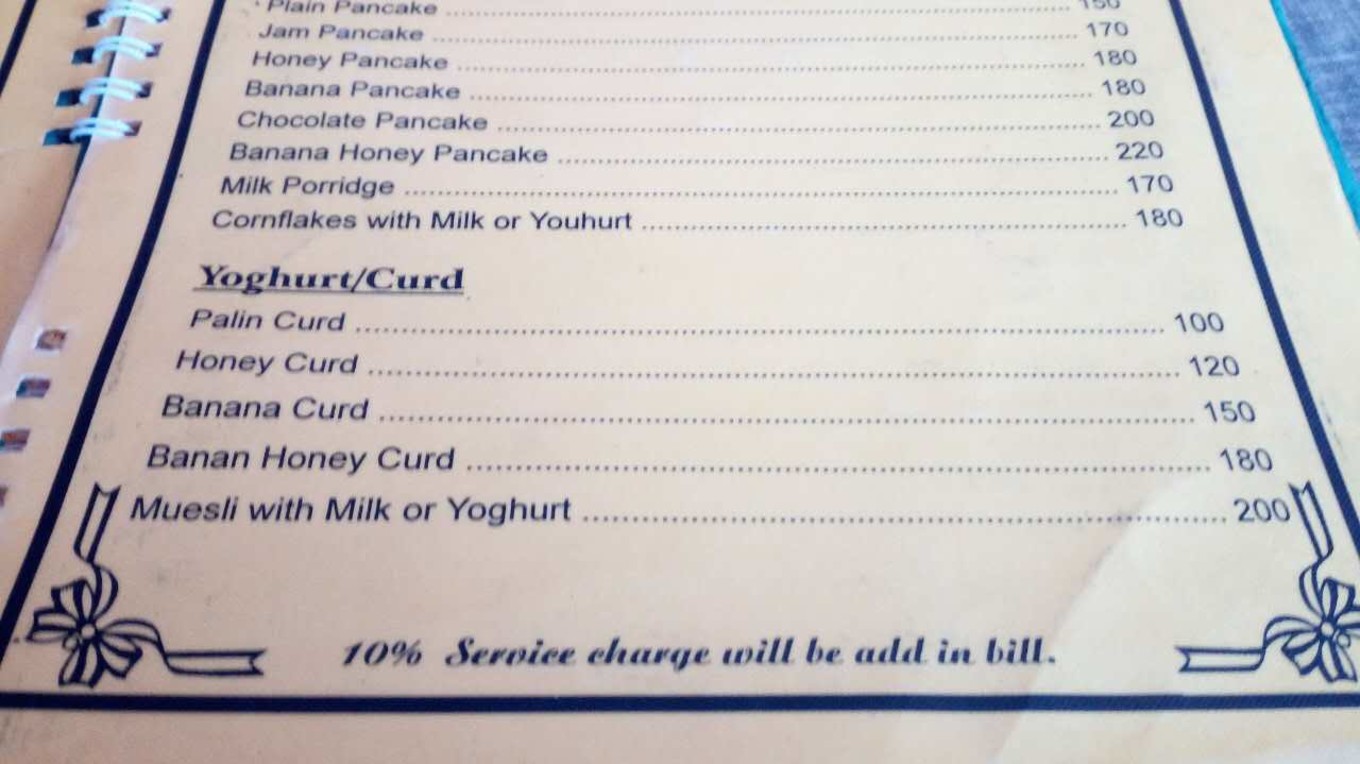 Plain Pancake ........ 150
Jam Pancake ........ 170
Honey Pancake ........ 180
Banana Pancake ........ 180
Chocolate Pancake ........ 200
Banana Honey Pancake ........ 220
Milk Porridge ........ 170
Cornflakes with Milk or Youhurt ........ 180
Yoghurt/Curd
Palin Curd ........ 100
Honey Curd ........ 120
Banana Curd ........ 150
Banan Honey Curd ........ 180
Muesli with Milk or Yoghurt ........ 200
10% Service charge will be add in bill.